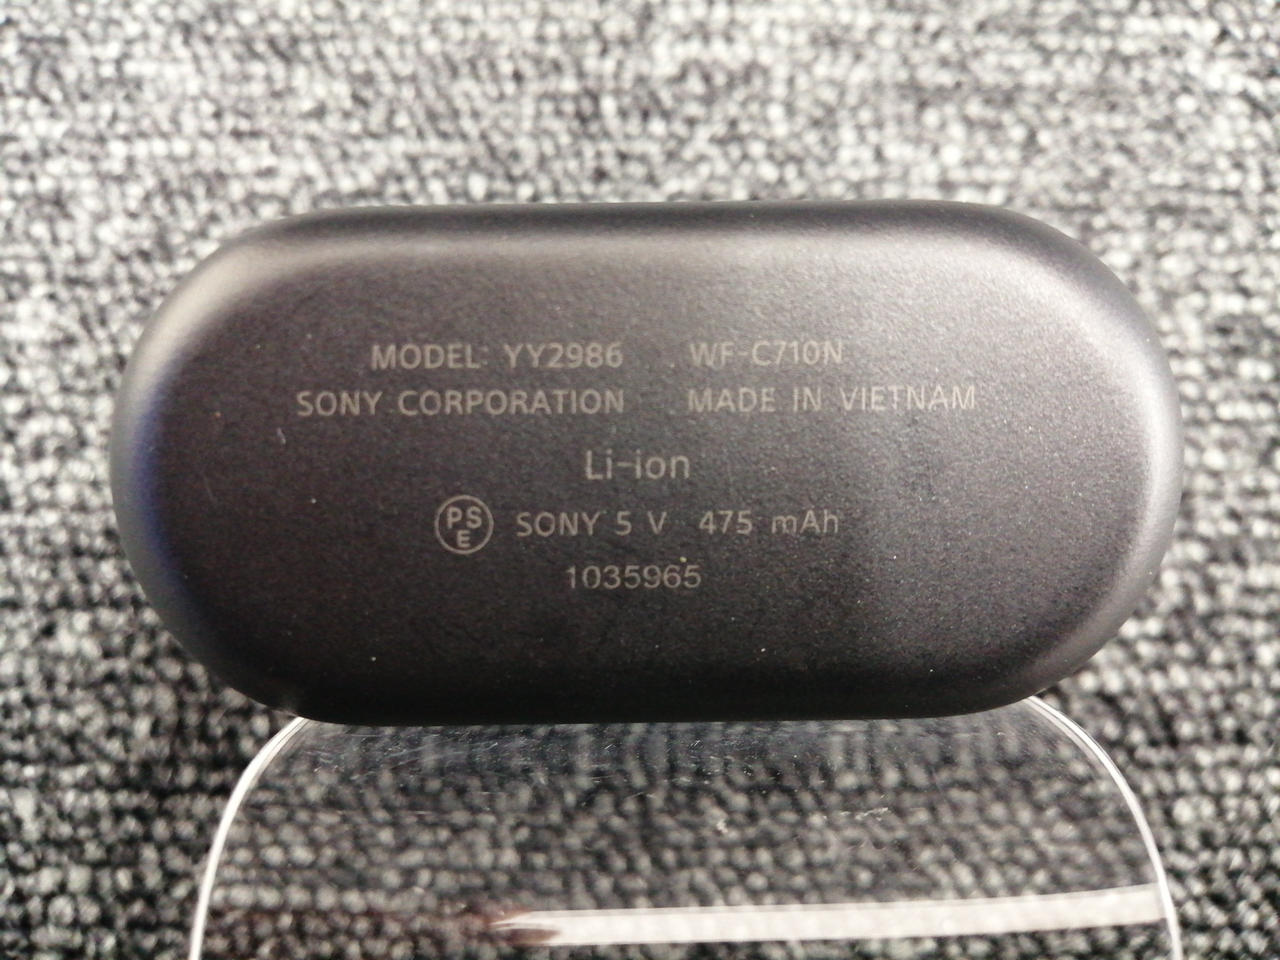 MODEL: YY2986 WF-C710N
SONY CORPORATION MADE IN VIETNAM
Li-ion
PSE SONY 5 V 475 mAh
1035965